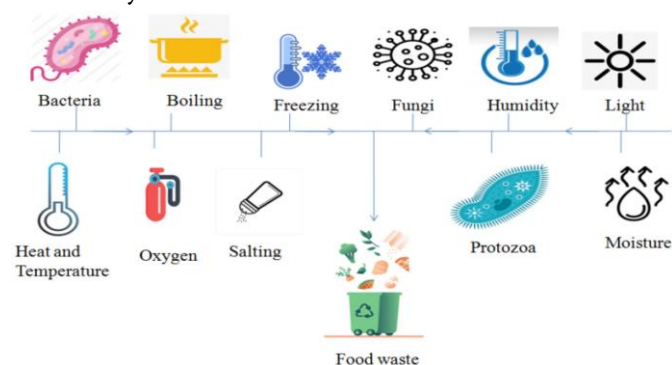 Bacteria
Boiling
Freezing
Fungi
Humidity
Light
Heat and
Temperature
Oxygen
Salting
Protozoa
Moisture
Food waste